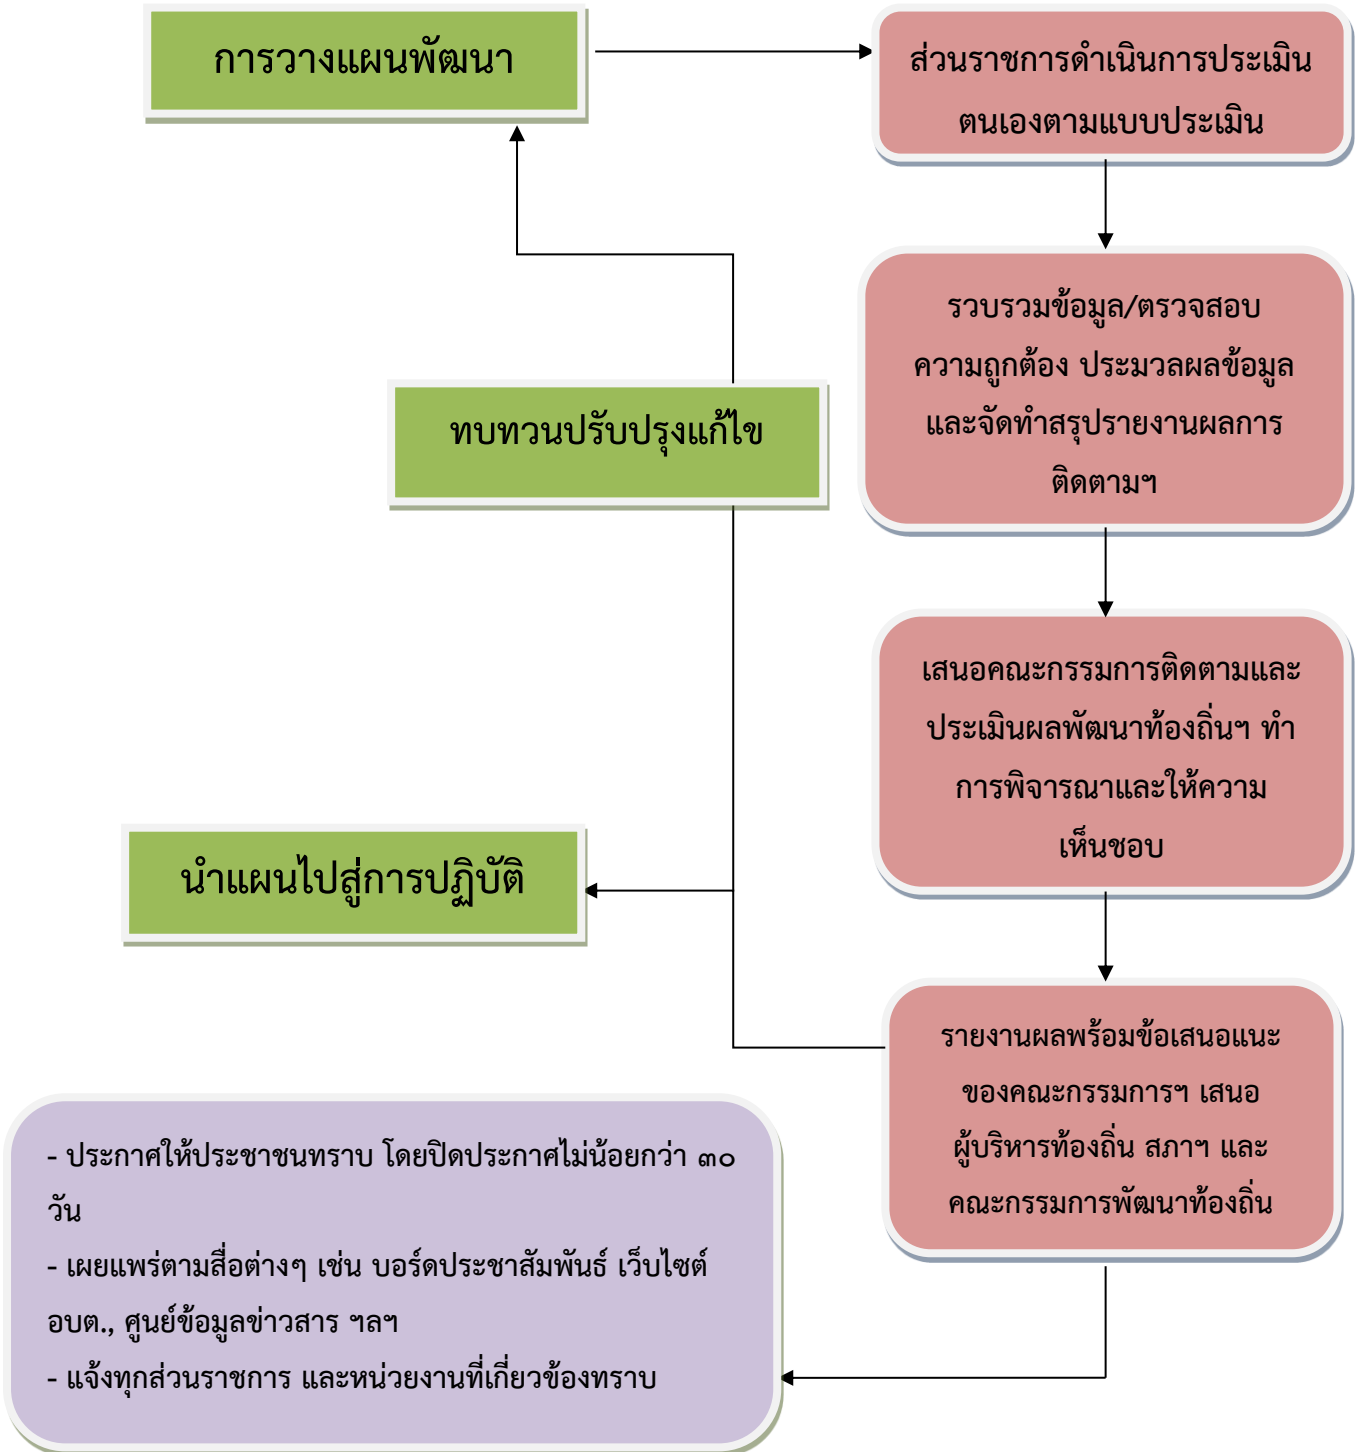 การวางแผนพัฒนา
ส่วนราชการดำเนินการประเมิน
ตนเองตามแบบประเมิน
รวบรวมข้อมูล/ตรวจสอบ
ความถูกต้อง ประมวลผลข้อมูล
และจัดทำสรุปรายงานผลการ
ติดตามฯ
ทบทวนปรับปรุงแก้ไข
เสนอคณะกรรมการติดตามและ
ประเมินผลพัฒนาท้องถิ่นฯ ทำ
การพิจารณาและให้ความ
เห็นชอบ
นำแผนไปสู่การปฏิบัติ
รายงานผลพร้อมข้อเสนอแนะ
ของคณะกรรมการฯ เสนอ
ผู้บริหารท้องถิ่น สภาฯ และ
คณะกรรมการพัฒนาท้องถิ่น
- ประกาศให้ประชาชนทราบ โดยปิดประกาศไม่น้อยกว่า ๓๐
วัน
- เผยแพร่ตามสื่อต่างๆ เช่น บอร์ดประชาสัมพันธ์ เว็บไซต์
อบต., ศูนย์ข้อมูลข่าวสาร ฯลฯ
- แจ้งทุกส่วนราชการ และหน่วยงานที่เกี่ยวข้องทราบ